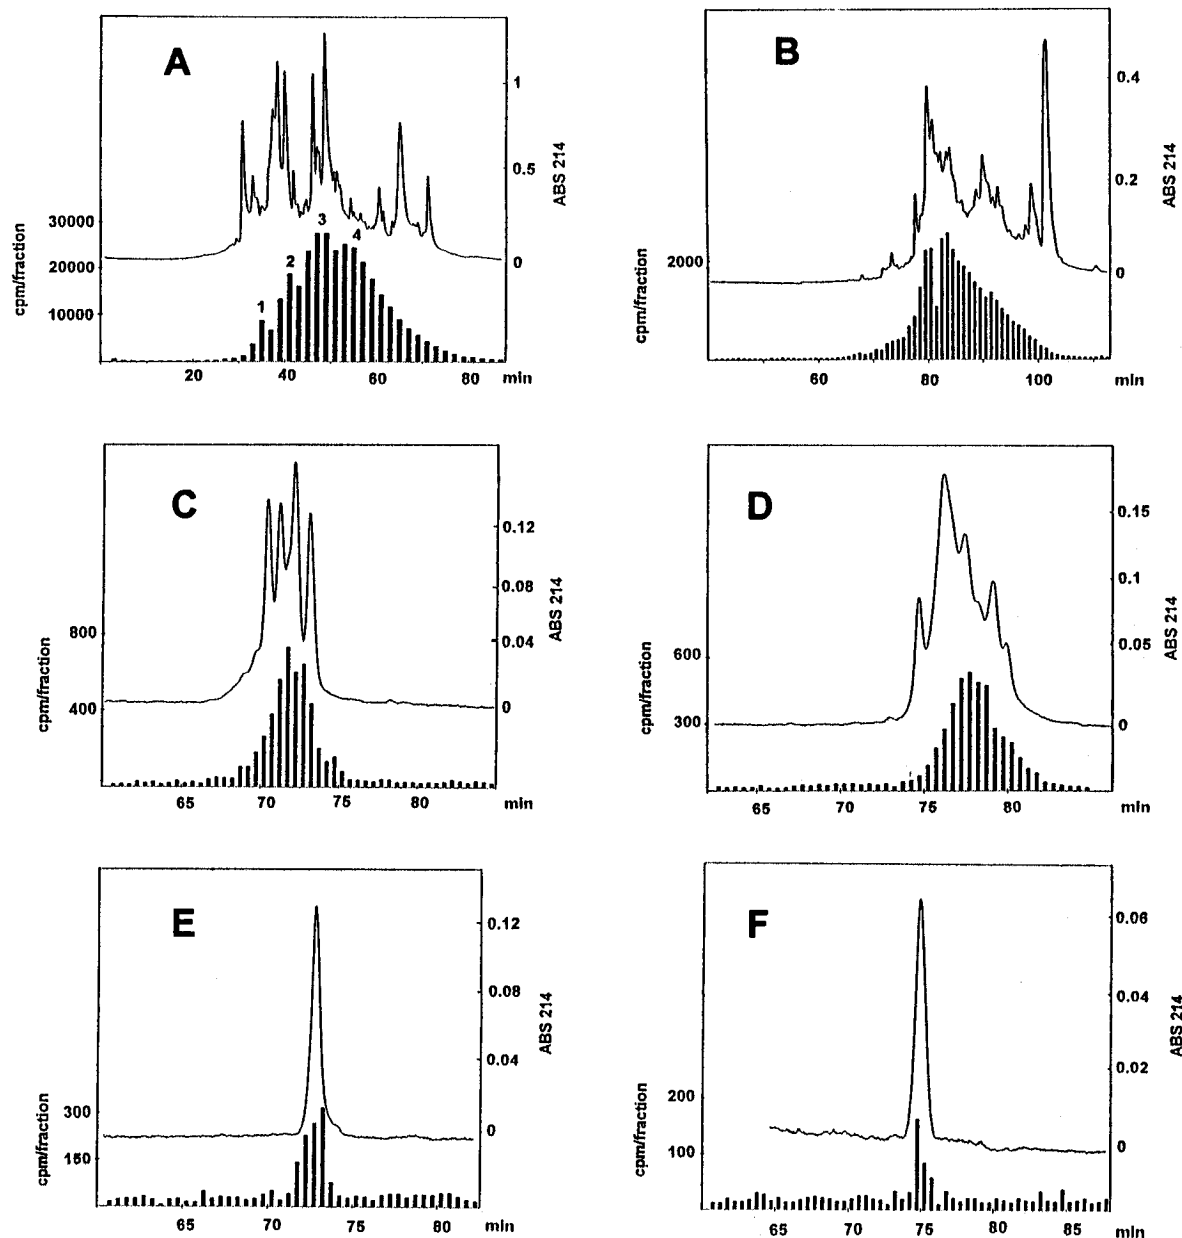 A
cpm/fraction
30000
20000
10000
1
2
3
4
1
0.5
0
ABS 214
20
40
60
80
min
B
cpm/fraction
2000
0.4
0.2
0
ABS 214
60
80
100
min
C
cpm/fraction
800
400
0.12
0.08
0.04
0
ABS 214
65
70
75
80
min
D
cpm/fraction
600
300
0.15
0.1
0.05
0
ABS 214
65
70
75
80
min
E
cpm/fraction
300
150
0.12
0.08
0.04
0
ABS 214
65
70
75
80
min
F
cpm/fraction
200
100
0.06
0.04
0.02
0
ABS 214
65
70
75
80
85
min